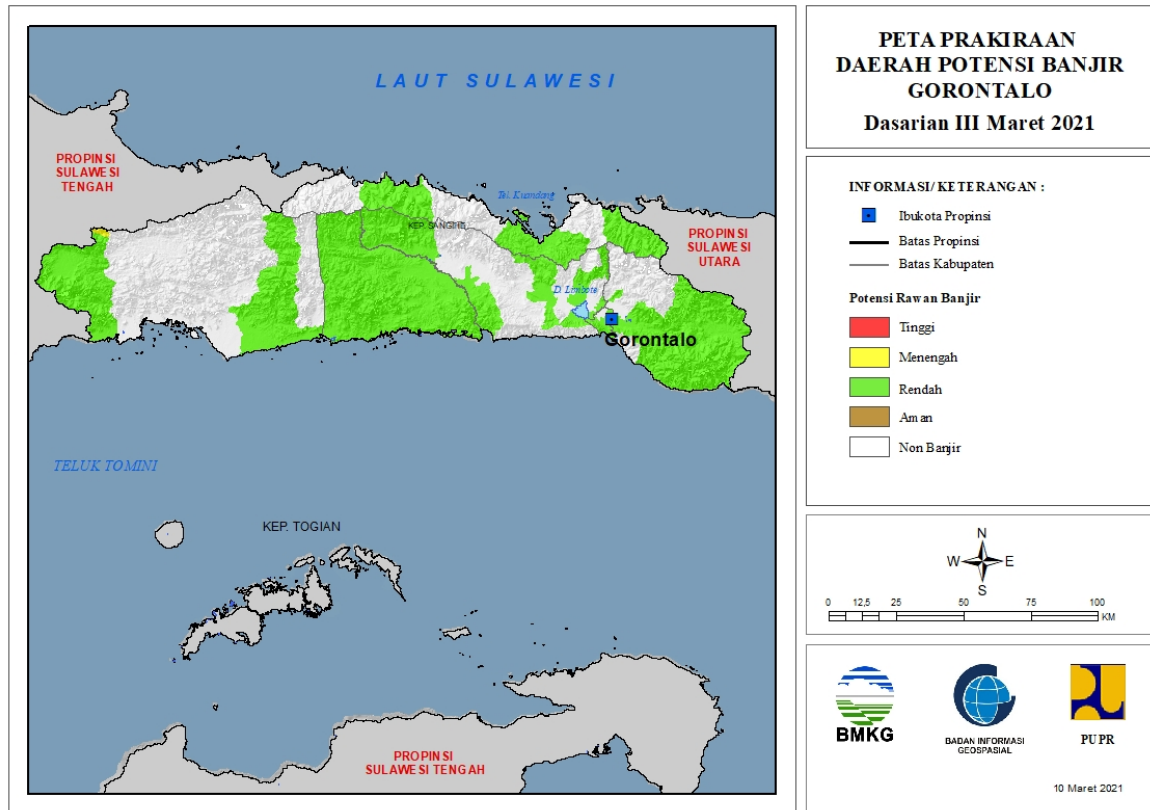 LAUT SULAWESI
PROPINSI
SULAWESI
TENGAH
Tel. Kuandang
KEP. SANGIHE
PROPINSI
SULAWESI
UTARA
D. Limboto
Gorontalo
TELUK TOMINI
KEP. TOGIAN
PROPINSI
SULAWESI TENGAH
PETA PRAKIRAAN
DAERAH POTENSI BANJIR
GORONTALO
Dasarian III Maret 2021
INFORMASI/ KETERANGAN :
Ibukota Propinsi
Batas Propinsi
Batas Kabupaten
Potensi Rawan Banjir
Tinggi
Menengah
Rendah
Aman
Non Banjir
N
W E
S
0 12,5 25 50 75 100
KM
BMKG
BADAN INFORMASI
GEOSPASIAL
PUPR
10 Maret 2021